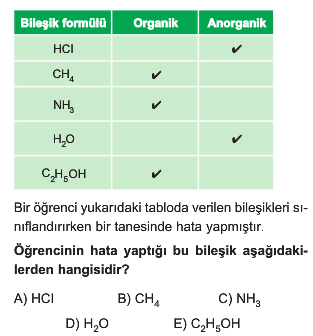 Bileşik formülü Organik Anorganik
HCl ✔
CH₄ ✔
NH₃ ✔
H₂O ✔
C₂H₅OH ✔
Bir öğrenci yukarıdaki tabloda verilen bileşikleri sı-
nıflandırırken bir tanesinde hata yapmıştır.
Öğrencinin hata yaptığı bu bileşik aşağıdaki-
lerden hangisidir?
A) HCl B) CH₄ C) NH₃
D) H₂O E) C₂H₅OH